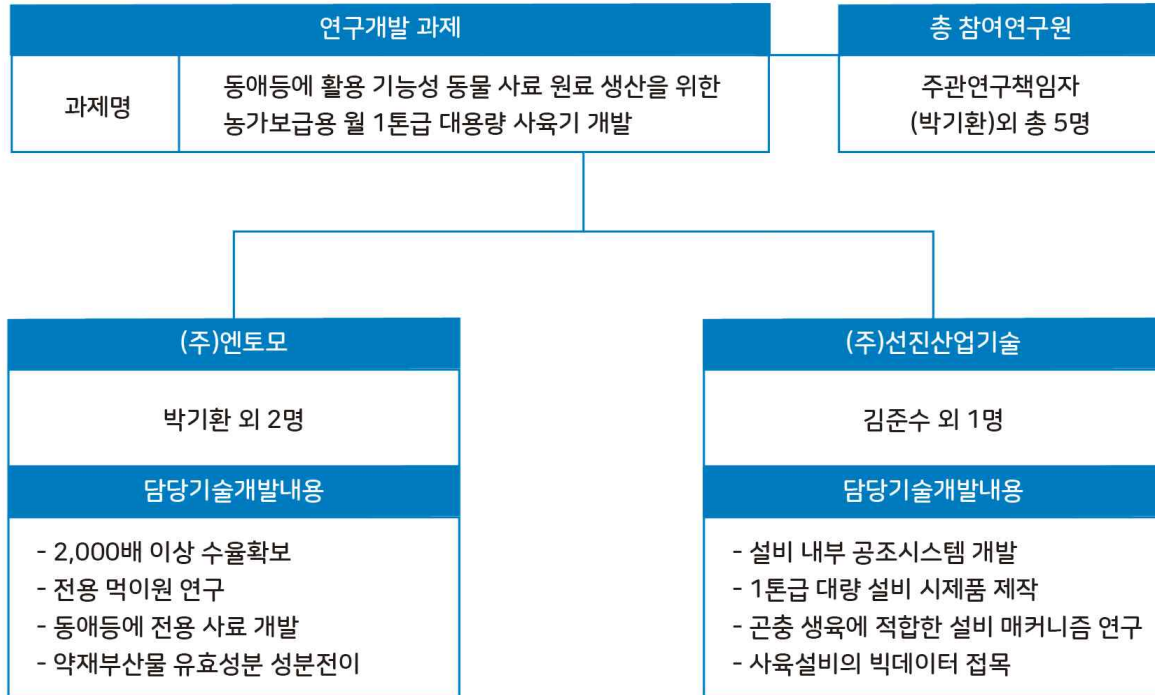 연구개발 과제
총 참여연구원
과제명
동애등에 활용 기능성 동물 사료 원료 생산을 위한
농가보급용 월 1톤급 대용량 사육기 개발
주관연구책임자
(박기환)외 총 5명
(주)엔토모
박기환 외 2명
담당기술개발내용
- 2,000배 이상 수율확보
- 전용 먹이원 연구
- 동애등에 전용 사료 개발
- 약재부산물 유효성분 성분전이
(주)선진산업기술
김준수 외 1명
담당기술개발내용
- 설비 내부 공조시스템 개발
- 1톤급 대량 설비 시제품 제작
- 곤충 생육에 적합한 설비 매커니즘 연구
- 사육설비의 빅데이터 접목